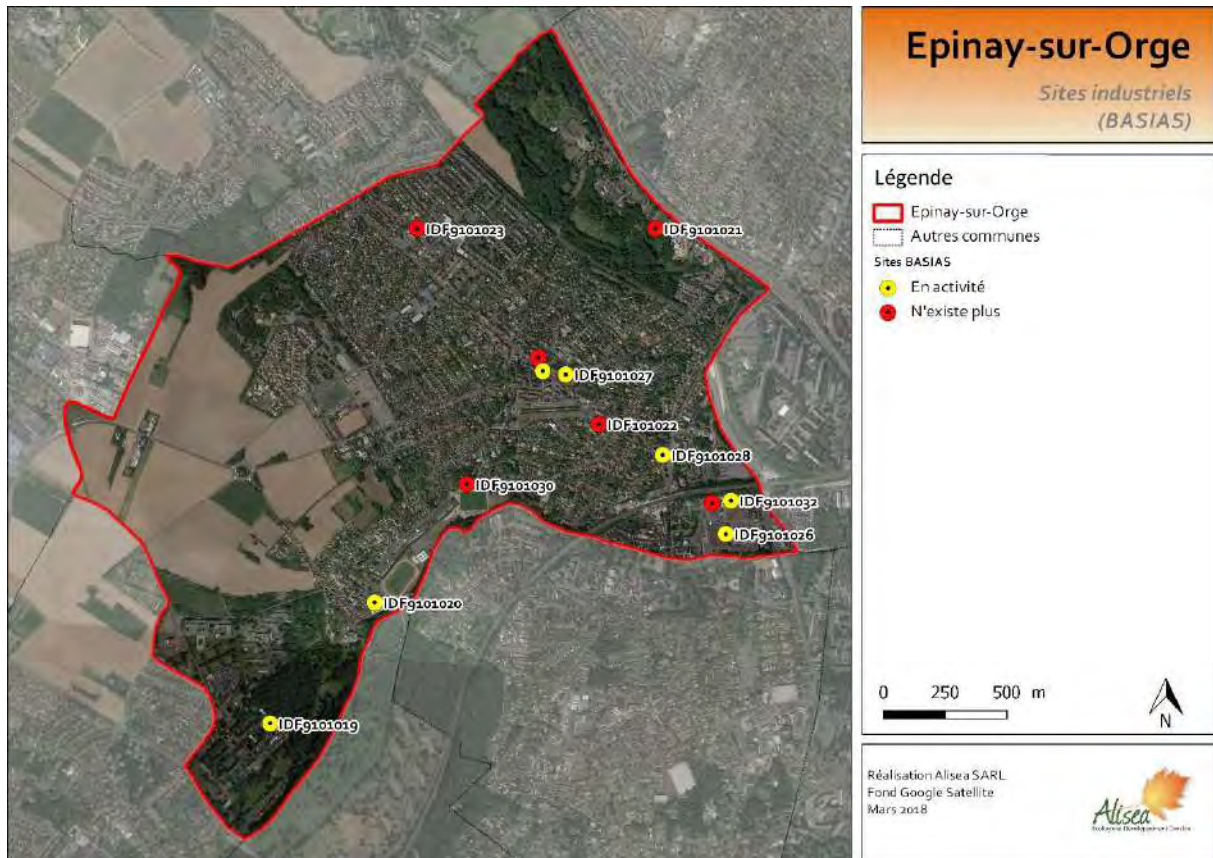 Epinay-sur-Orge
Sites industriels
(BASIAS)
Légende
Epinay-sur-Orge
Autres communes
Sites BASIAS
En activité
N'existe plus
IDF9101023
IDF9101021
IDF9101027
IDF101022
IDF9101028
IDF9101030
IDF9101032
IDF9101026
IDF9101020
IDF9101019
0 250 500 m
N
Réalisation Alisea SARL
Fond Google Satellite
Mars 2018
Alisea